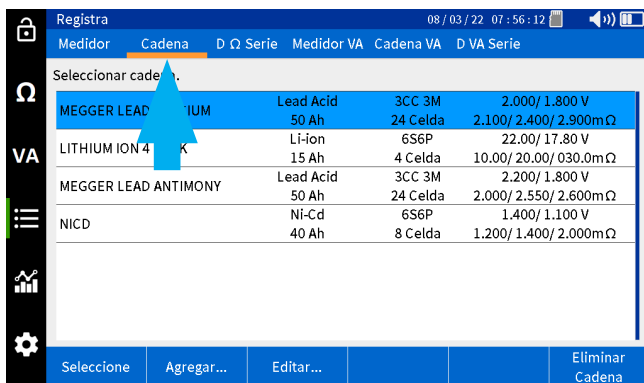 Registra 08/03/22 07:56:12
Medidor Cadena D Ω Serie Medidor VA Cadena VA D VA Serie
Seleccionar cadena.
Ω
VA
MEGGER LEAD Lead Acid 3CC 3M 2.000/1.800 V
50 Ah 24 Celda 2.100/2.400/2.900mΩ
LITHIUM ION 4 Li-ion 6S6P 22.00/17.80 V
15 Ah 4 Celda 10.00/20.00/030.0mΩ
MEGGER LEAD ANTIMONY Lead Acid 3CC 3M 2.200/1.800 V
50 Ah 24 Celda 2.000/2.550/2.600mΩ
NICD Ni-Cd 6S6P 1.400/1.100 V
40 Ah 8 Celda 1.200/1.400/2.000mΩ
Seleccione Agregar... Editar... Eliminar
Cadena